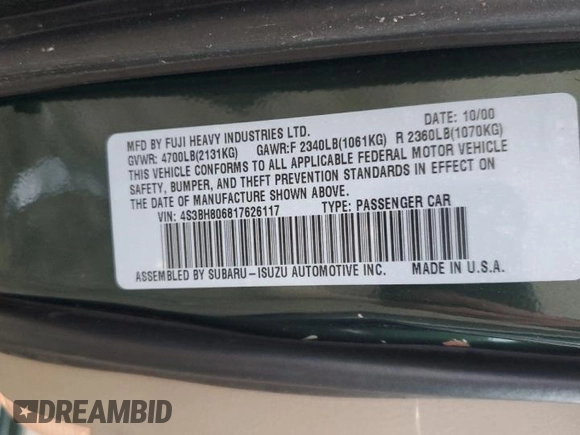 DATE: 10/00
MFD BY FUJI HEAVY INDUSTRIES LTD.
GVWR: 4700LB(2131KG) GAWR:F 2340LB(1061KG) R 2360LB(1070KG)
THIS VEHICLE CONFORMS TO ALL APPLICABLE FEDERAL MOTOR VEHICLE
SAFETY, BUMPER, AND THEFT PREVENTION STANDARDS IN EFFECT ON
THE DATE OF MANUFACTURE SHOWN ABOVE.
VIN: 4S3BH806817626117 TYPE: PASSENGER CAR
ASSEMBLED BY SUBARU-ISUZU AUTOMOTIVE INC. MADE IN U.S.A.
DREAMBID